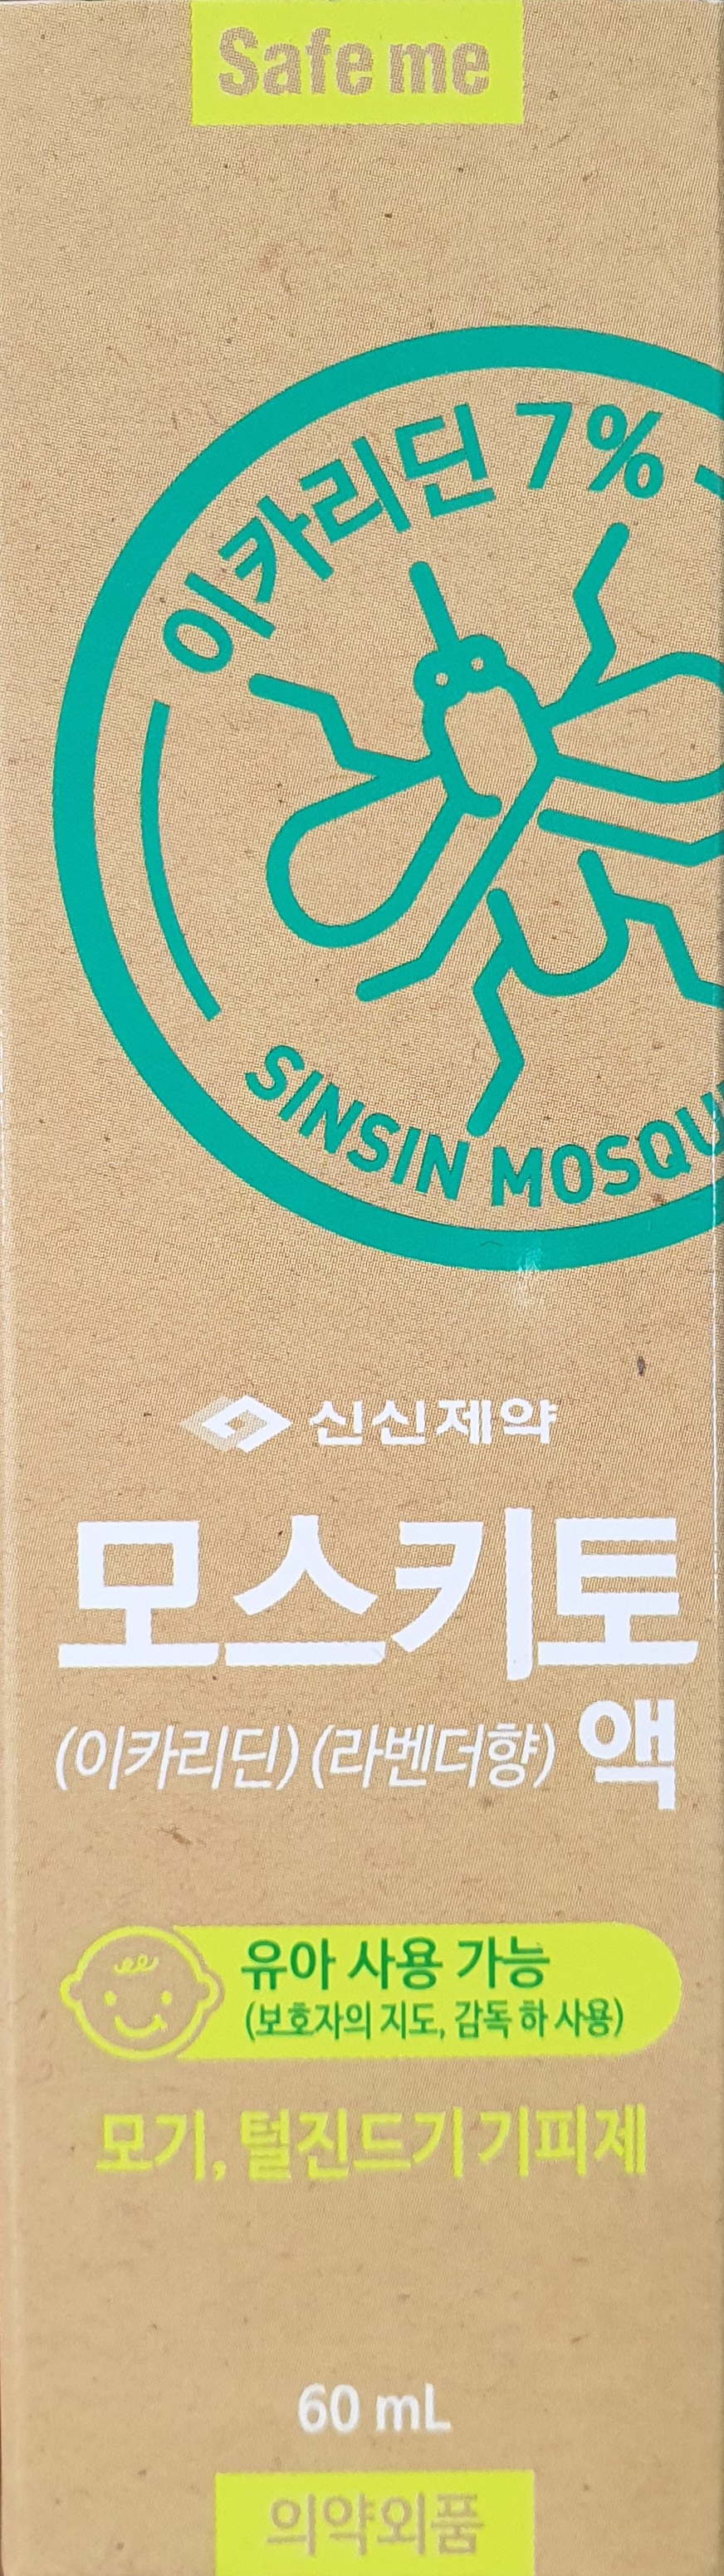 Safe me
이카리딘 7%
SINSIN MOSQU
신신제약
모스키토
(이카리딘) (라벤더향) 액
유아 사용 가능
(보호자의 지도, 감독 하 사용)
모기, 털진드기 기피제
60 mL
의약외품